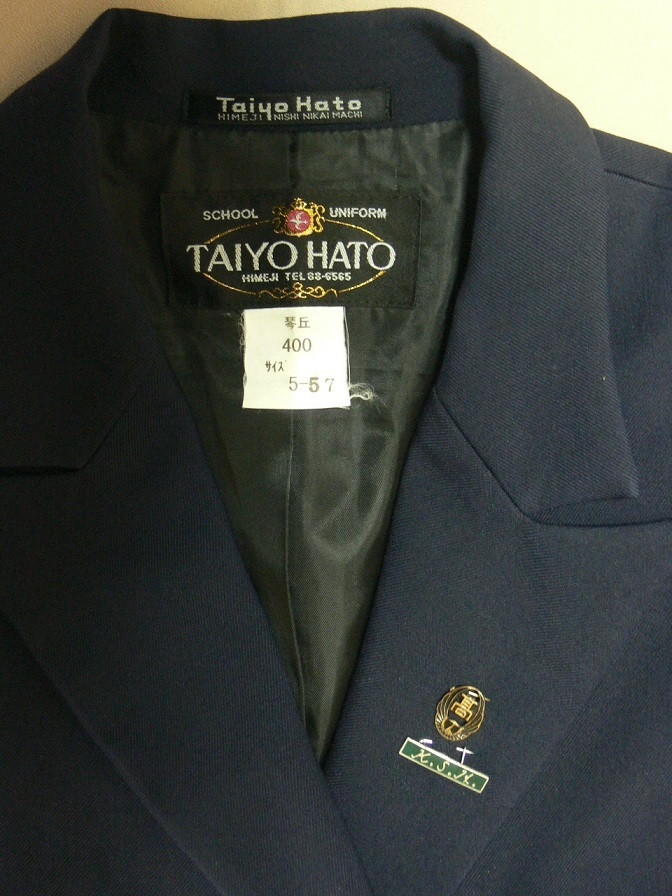 Taiyo Hato
HIMEJI NISHI NIKAI MACHI
SCHOOL UNIFORM
TAIYO HATO
HIMEJI TEL 88-6565
琴丘
400
サイズ
5-57
高
K.S.H.